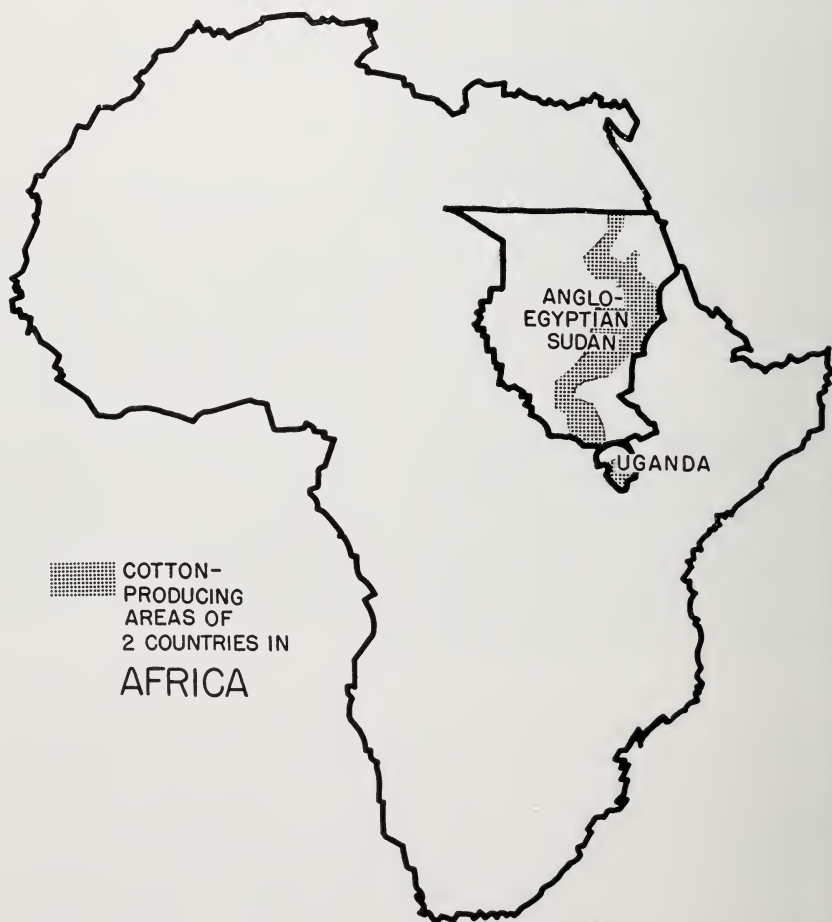 ANGLO-
EGYPTIAN
SUDAN
UGANDA
COTTON-
PRODUCING
AREAS OF
2 COUNTRIES IN
AFRICA